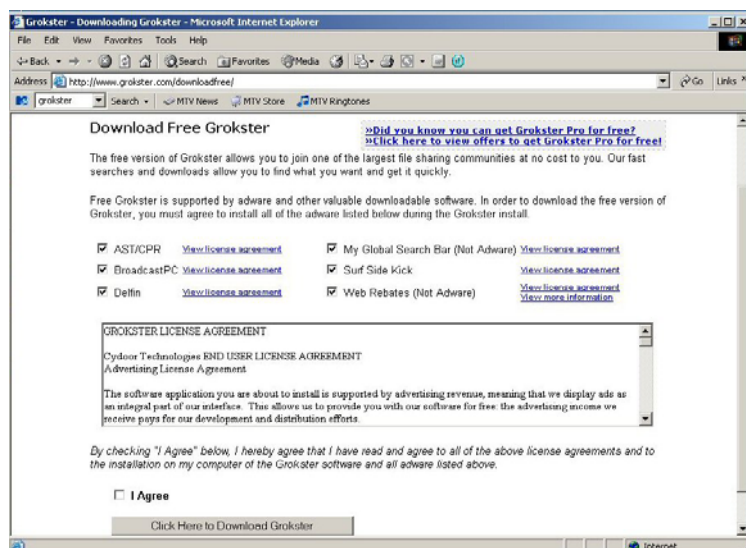 Grokster - Downloading Grokster - Microsoft Internet Explorer
File Edit View Favorites Tools Help
Back Search Favorites Media
Address http://www.grokster.com/downloadfree/ Go Links
grokster Search MTV News MTV Store MTV Ringtones
Download Free Grokster
»Did you know you can get Grokster Pro for free?
»Click here to view offers to get Grokster Pro for free!
The free version of Grokster allows you to join one of the largest file sharing communities at no cost to you. Our fast
searches and downloads allow you to find what you want and get it quickly.
Free Grokster is supported by adware and other valuable downloadable software. In order to download the free version of
Grokster, you must agree to install all of the adware listed below during the Grokster install.
AST/CPR View license agreement My Global Search Bar (Not Adware) View license agreement
BroadcastPC View license agreement Surf Side Kick View license agreement
Delfin View license agreement Web Rebates (Not Adware) View license agreement
View more information
GROKSTER LICENSE AGREEMENT
Cydoor Technologies END USER LICENSE AGREEMENT
Advertising License Agreement
The software application you are about to install is supported by advertising revenue, meaning that we display ads as
an integral part of our interface. This allows us to provide you with our software for free: the advertising income we
receive pays for our development and distribution efforts.
By checking "I Agree" below, I hereby agree that I have read and agree to all of the above license agreements and to
the installation on my computer of the Grokster software and all adware listed above.
I Agree
Click Here to Download Grokster
Internet